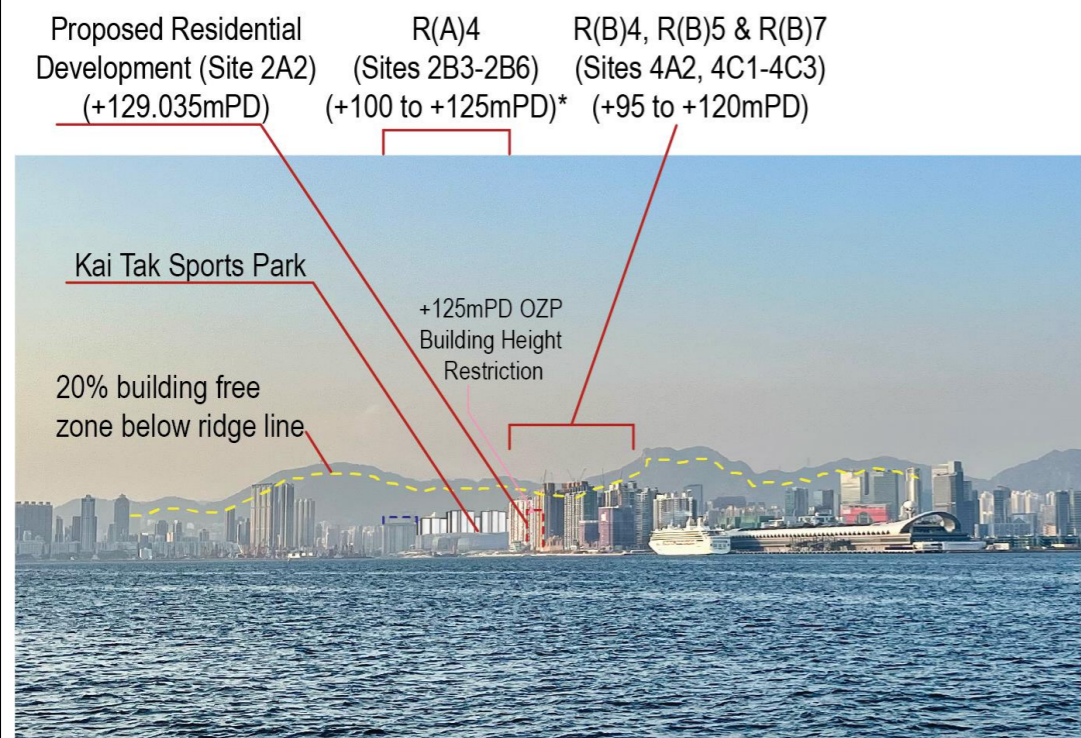 Proposed Residential
Development (Site 2A2)
(+129.035mPD)
R(A)4
(Sites 2B3-2B6)
(+100 to +125mPD)*
R(B)4, R(B)5 & R(B)7
(Sites 4A2, 4C1-4C3)
(+95 to +120mPD)
Kai Tak Sports Park
+125mPD OZP
Building Height
Restriction
20% building free
zone below ridge line